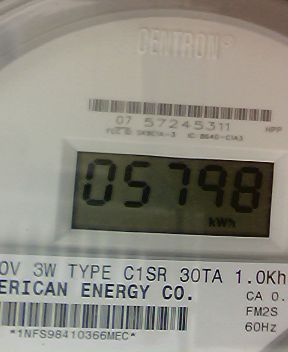 CENTRON®
07 57245311 HPP
05798
kWh
0V 3W TYPE C1SR 30TA 1.0Kh
ERICAN ENERGY CO. CA 0.
FM2S
*1NFS98410366MEC* 60Hz